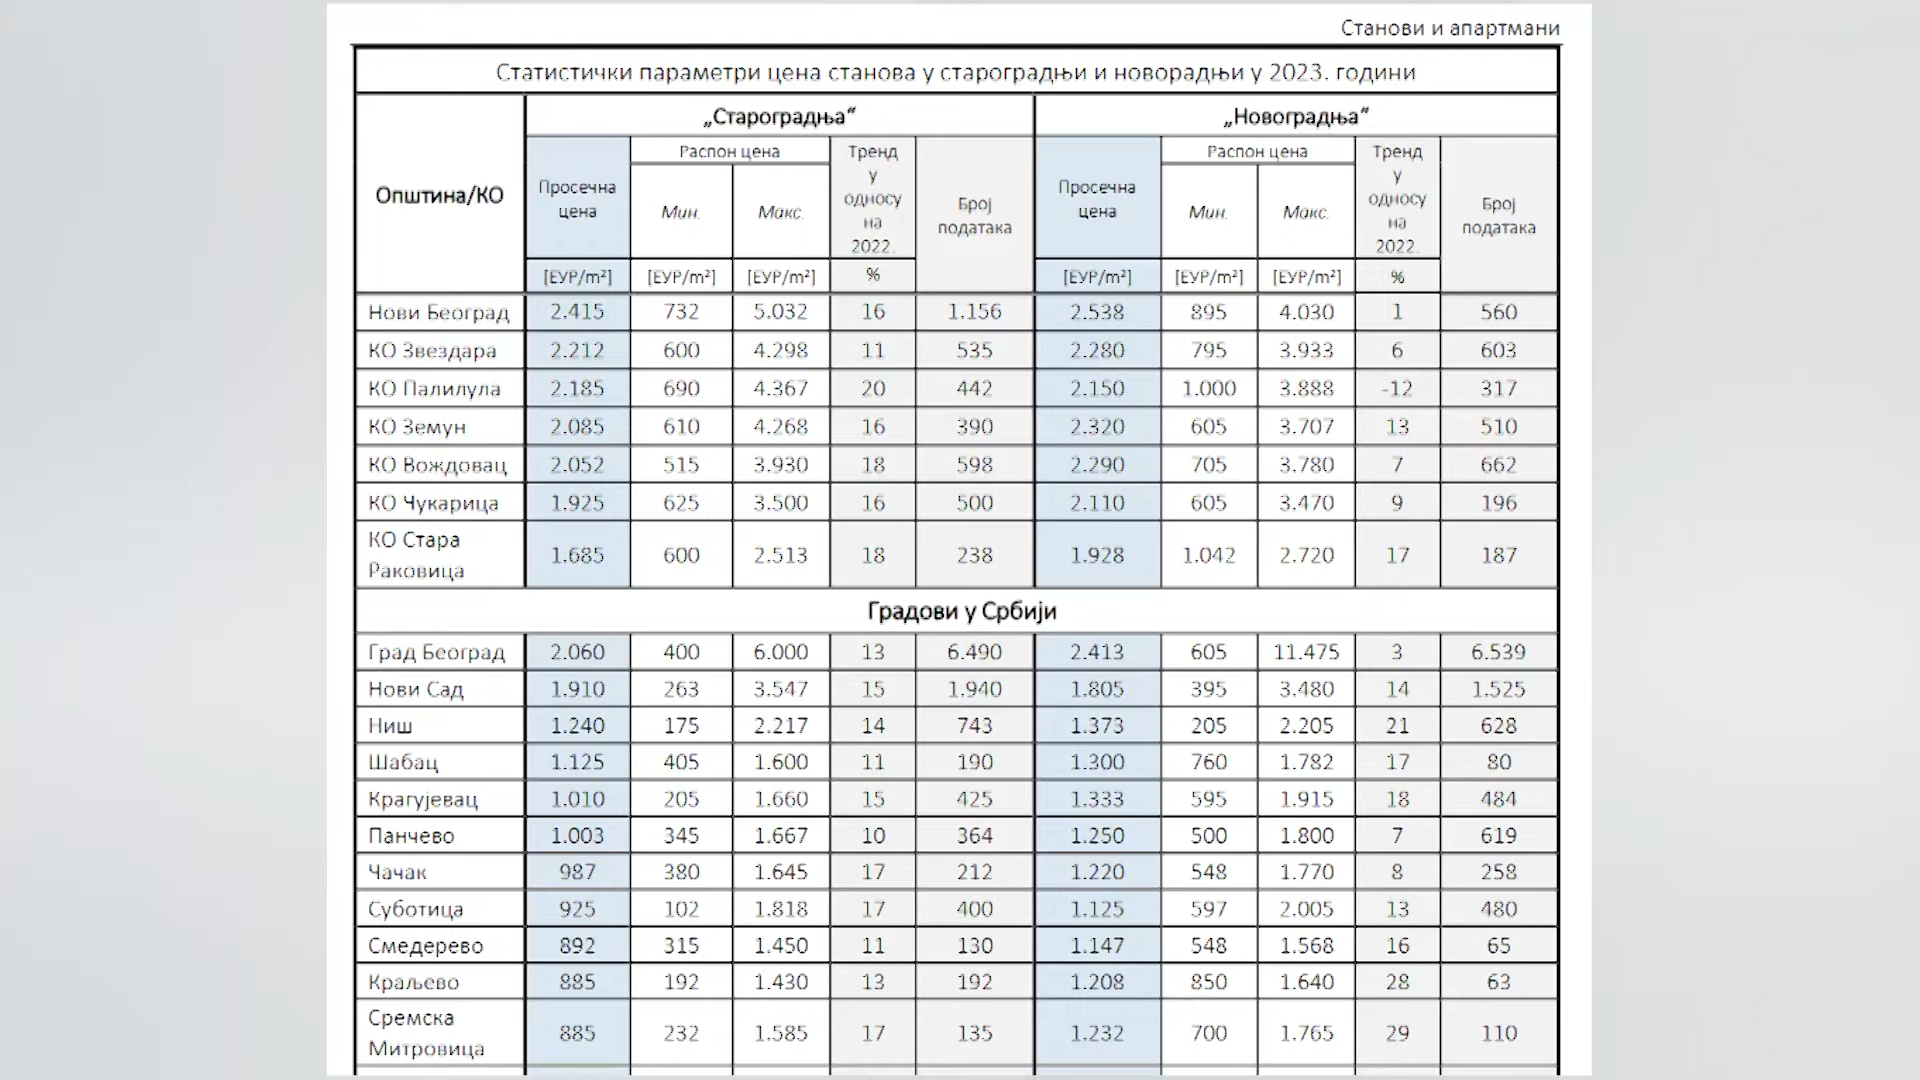 Станови и апартмани
Статистички параметри цена станова у староградњи и новорадњи у 2023. години
Општина/КО
„Староградња“ „Новоградња“
Просечна цена
Распон цена
Мин. Макс.
Тренд
у
односу
на
2022.
Број
података
Просечна
цена
Распон цена
Мин. Макс.
Тренд
у
односу
на
2022.
Број
података
[ЕУР/m²] [ЕУР/m²] [ЕУР/m²] % [ЕУР/m²] [ЕУР/m²] [ЕУР/m²] %
Нови Београд 2.415 732 5.032 16 1.156 2.538 895 4.030 1 560
КО Звездара 2.212 600 4.298 11 535 2.280 795 3.933 6 603
КО Палилула 2.185 690 4.367 20 442 2.150 1.000 3.888 -12 317
КО Земун 2.085 610 4.268 16 390 2.320 605 3.707 13 510
КО Вождовац 2.052 515 3.930 18 598 2.290 705 3.780 7 662
КО Чукарица 1.925 625 3.500 16 500 2.110 605 3.470 9 196
КО Стара
Раковица 1.685 600 2.513 18 238 1.928 1.042 2.720 17 187
Градови у Србији
Град Београд 2.060 400 6.000 13 6.490 2.413 605 11.475 3 6.539
Нови Сад 1.910 263 3.547 15 1.940 1.805 395 3.480 14 1.525
Ниш 1.240 175 2.217 14 743 1.373 205 2.205 21 628
Шабац 1.125 405 1.600 11 190 1.300 760 1.782 17 80
Крагујевац 1.010 205 1.660 15 425 1.333 595 1.915 18 484
Панчево 1.003 345 1.667 10 364 1.250 500 1.800 7 619
Чачак 987 380 1.645 17 212 1.220 548 1.770 8 258
Суботица 925 102 1.818 17 400 1.125 597 2.005 13 480
Смедерево 892 315 1.450 11 130 1.147 548 1.568 16 65
Краљево 885 192 1.430 13 192 1.208 850 1.640 28 63
Сремска
Митровица 885 232 1.585 17 135 1.232 700 1.765 29 110